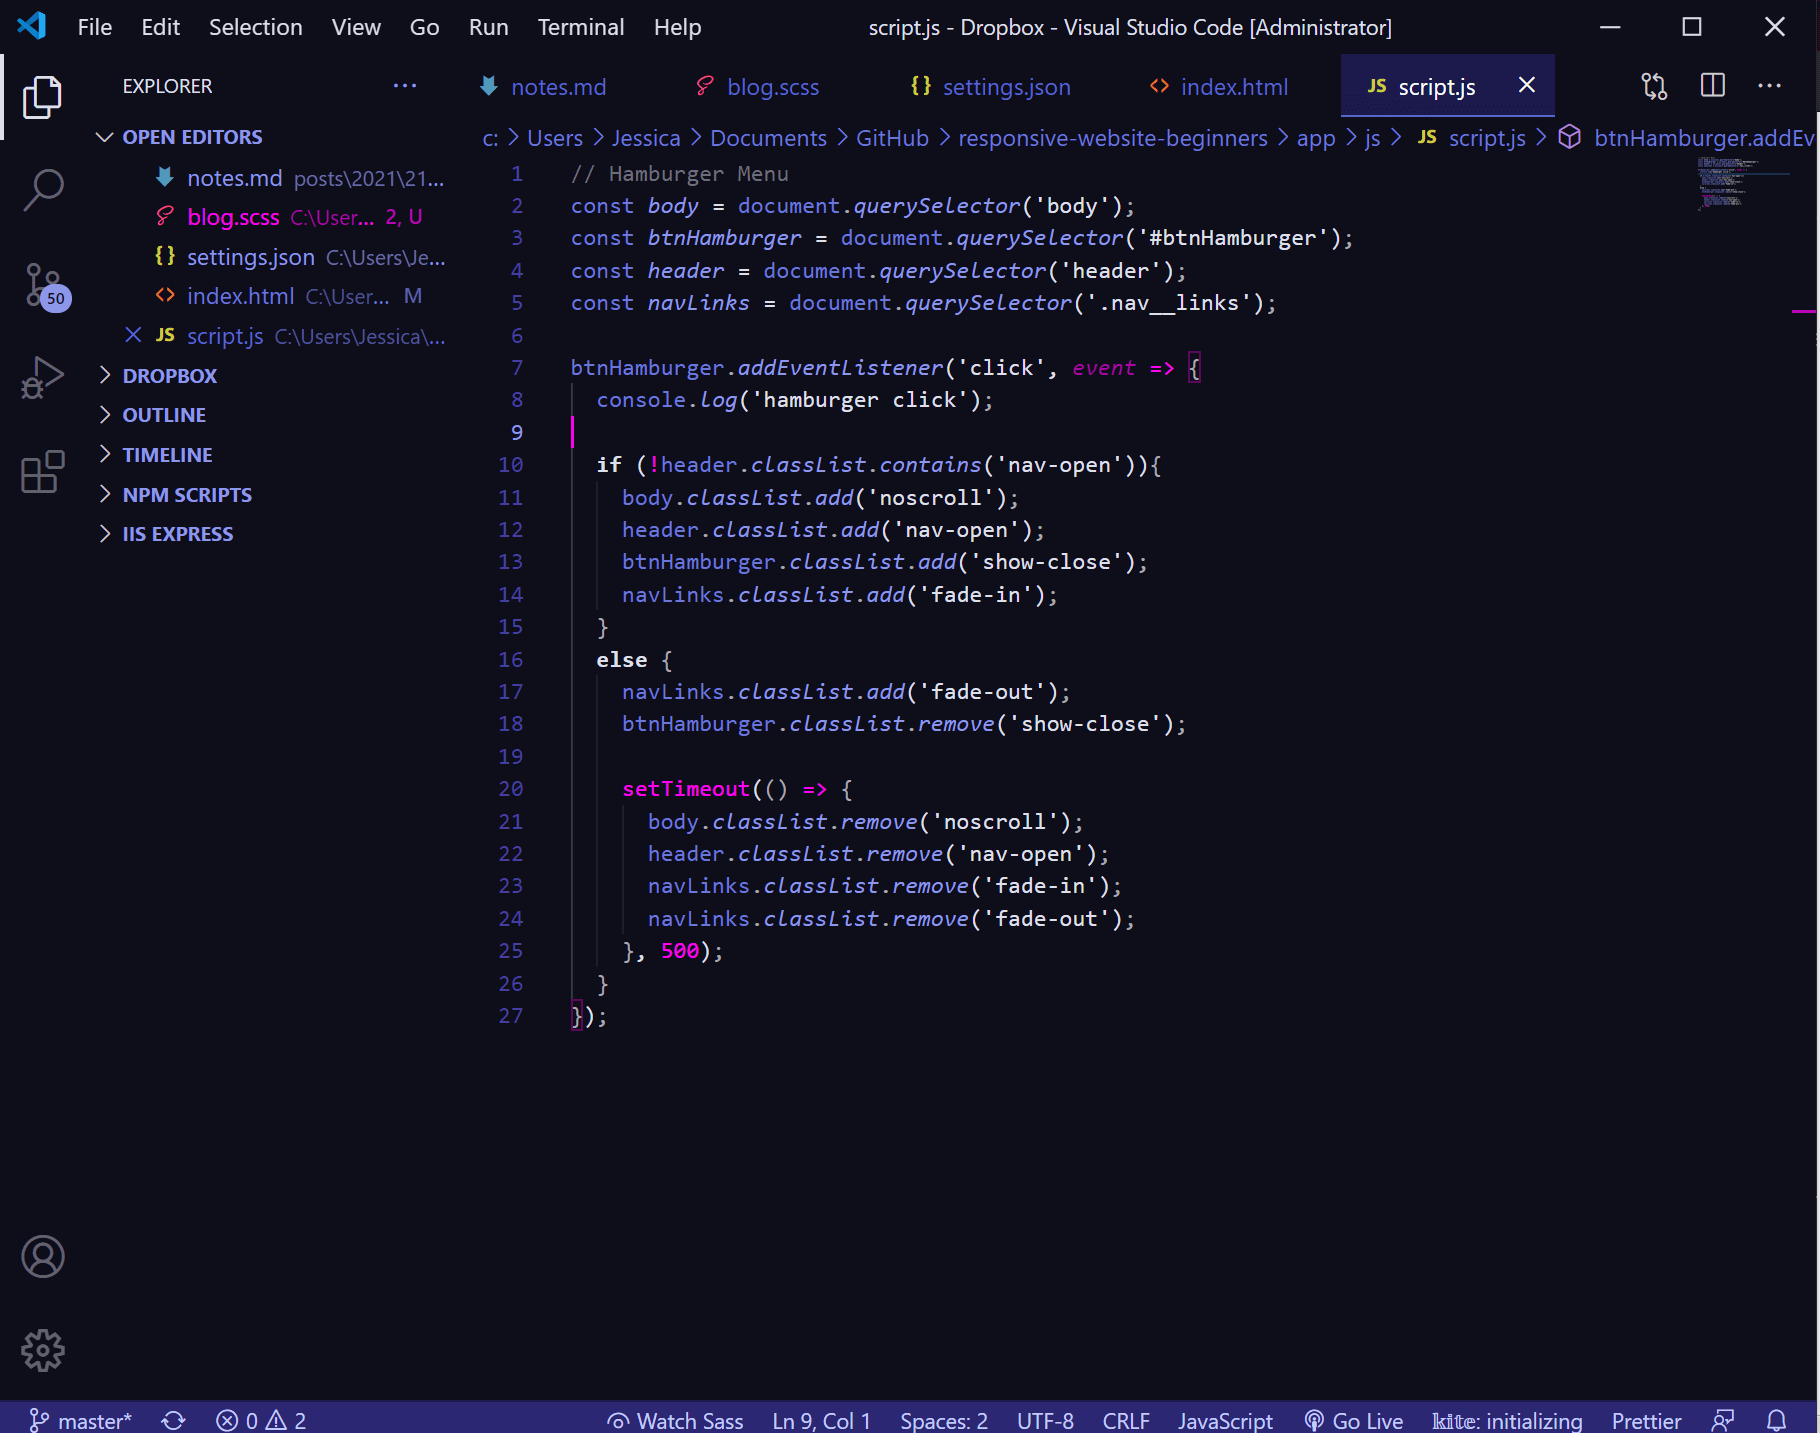 File Edit Selection View Go Run Terminal Help script.js - Dropbox - Visual Studio Code [Administrator]
EXPLORER
notes.md blog.scss {} settings.json <> index.html JS script.js
OPEN EDITORS
notes.md posts\2021\21...
blog.scss C:\User... 2, U
{} settings.json C:\Users\Je...
<> index.html C:\User... M
JS script.js C:\Users\Jessica\...
DROPBOX
OUTLINE
TIMELINE
NPM SCRIPTS
IIS EXPRESS
50
c: > Users > Jessica > Documents > GitHub > responsive-website-beginners > app > js > JS script.js > btnHamburger.addEv
1 // Hamburger Menu
2 const body = document.querySelector('body');
3 const btnHamburger = document.querySelector('#btnHamburger');
4 const header = document.querySelector('header');
5 const navLinks = document.querySelector('.nav__links');
6
7 btnHamburger.addEventListener('click', event => {
8 console.log('hamburger click');
9
10 if (!header.classList.contains('nav-open')){
11 body.classList.add('noscroll');
12 header.classList.add('nav-open');
13 btnHamburger.classList.add('show-close');
14 navLinks.classList.add('fade-in');
15 }
16 else {
17 navLinks.classList.add('fade-out');
18 btnHamburger.classList.remove('show-close');
19
20 setTimeout(() => {
21 body.classList.remove('noscroll');
22 header.classList.remove('nav-open');
23 navLinks.classList.remove('fade-in');
24 navLinks.classList.remove('fade-out');
25 }, 500);
26 }
27 });
master* 0 2 Watch Sass Ln 9, Col 1 Spaces: 2 UTF-8 CRLF JavaScript Go Live kite: initializing Prettier